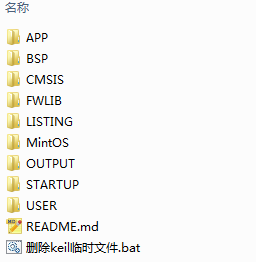 名称
APP
BSP
CMSIS
FWLIB
LISTING
MintOS
OUTPUT
STARTUP
USER
README.md
删除keil临时文件.bat